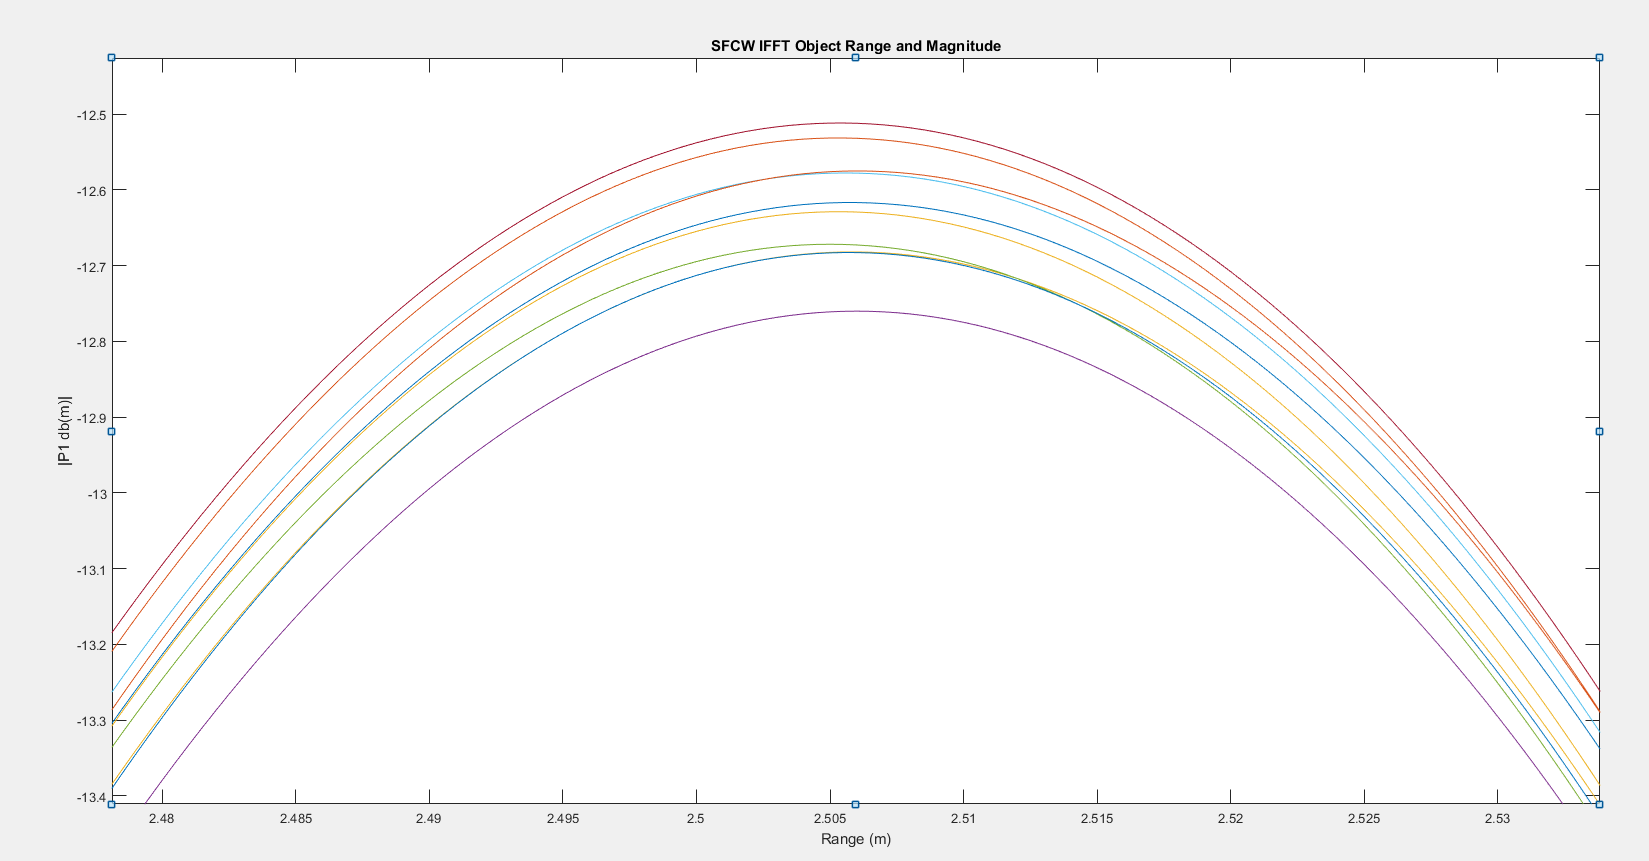 SFCW IFFT Object Range and Magnitude
-12.5
-12.6
-12.7
-12.8
-12.9
-13
-13.1
-13.2
-13.3
-13.4
|P1 db(m)|
2.48 2.485 2.49 2.495 2.5 2.505 2.51 2.515 2.52 2.525 2.53
Range (m)